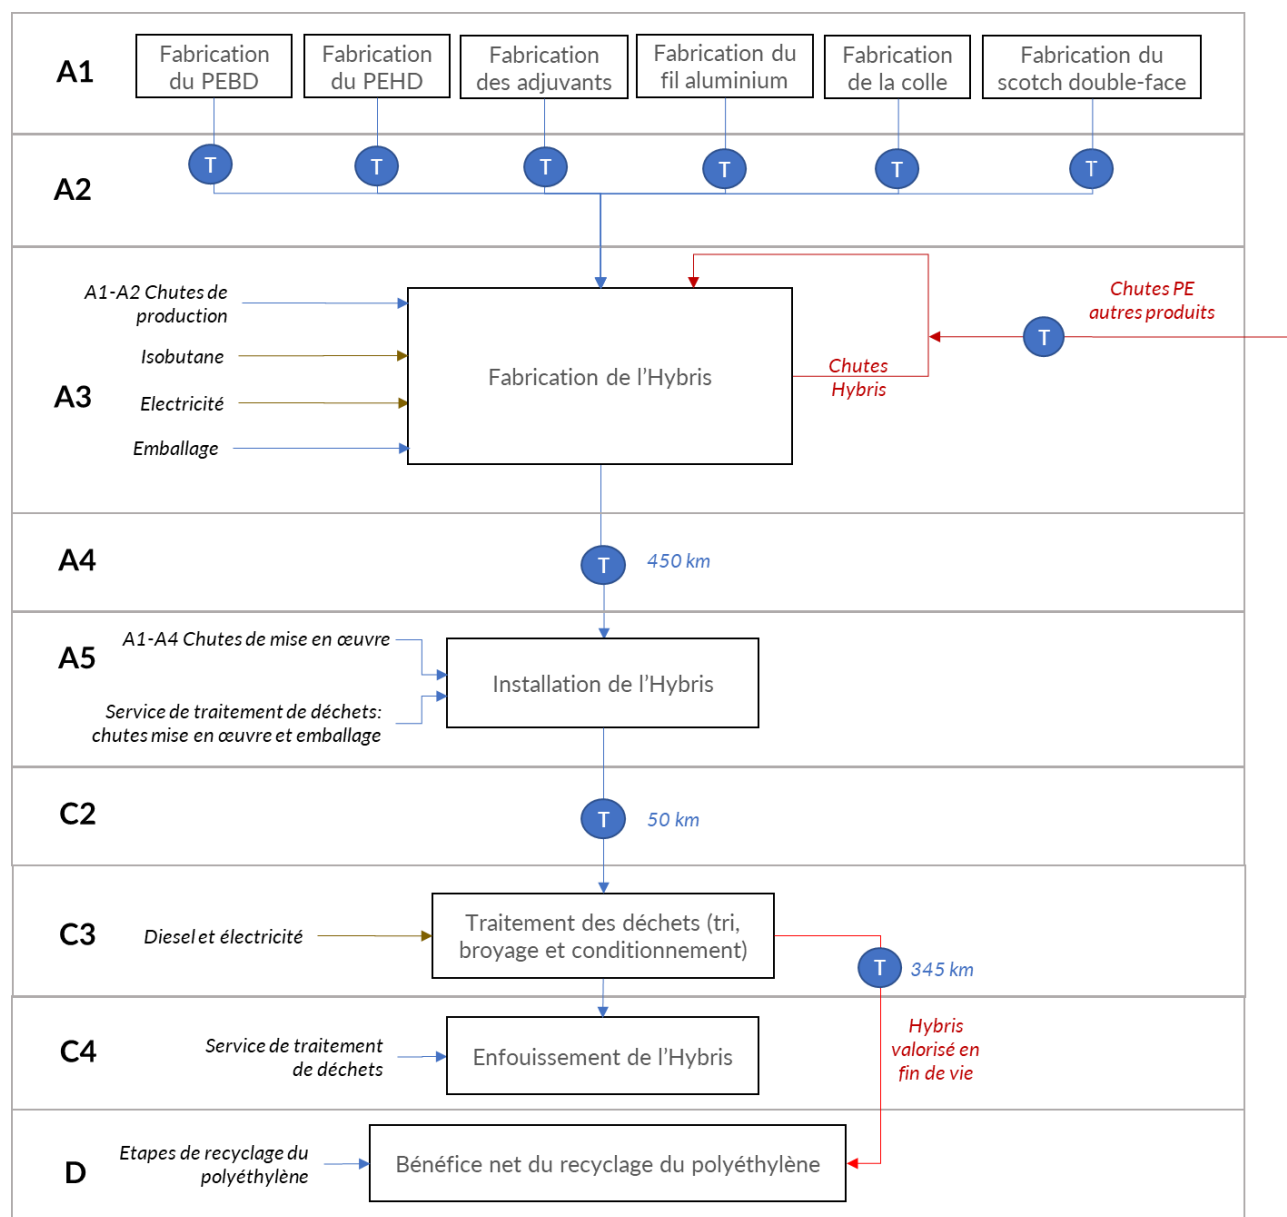 A1
Fabrication
du PEBD
Fabrication
du PEHD
Fabrication
des adjuvants
Fabrication du
fil aluminium
Fabrication
de la colle
Fabrication du
scotch double-face
A2
T
T
T
T
T
T
A3
A1-A2 Chutes de
production
Isobutane
Electricité
Emballage
Fabrication de l’Hybris
Chutes
Hybris
T
Chutes PE
autres produits
A4
T
450 km
A5
A1-A4 Chutes de mise en œuvre
Service de traitement de déchets:
chutes mise en œuvre et emballage
Installation de l’Hybris
C2
T
50 km
C3
Diesel et électricité
Traitement des déchets (tri,
broyage et conditionnement)
T
345 km
C4
Service de traitement
de déchets
Enfouissement de l’Hybris
Hybris
valorisé en
fin de vie
D
Etapes de recyclage du
polyéthylène
Bénéfice net du recyclage du polyéthylène